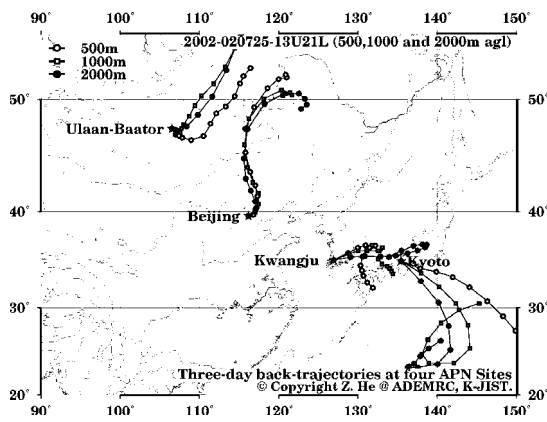 90° 100° 110° 120° 130° 140° 150°
2002-020725-13U21L (500,1000 and 2000m agl)
500m
1000m
2000m
50° 50°
Ulaan-Baator
Beijing
40° 40°
Kwangju Kyoto
30° 30°
Three-day back-trajectories at four APN Sites
© Copyright Z. He @ ADEMRC, K-JIST.
20° 20°
90° 100° 110° 120° 130° 140° 150°